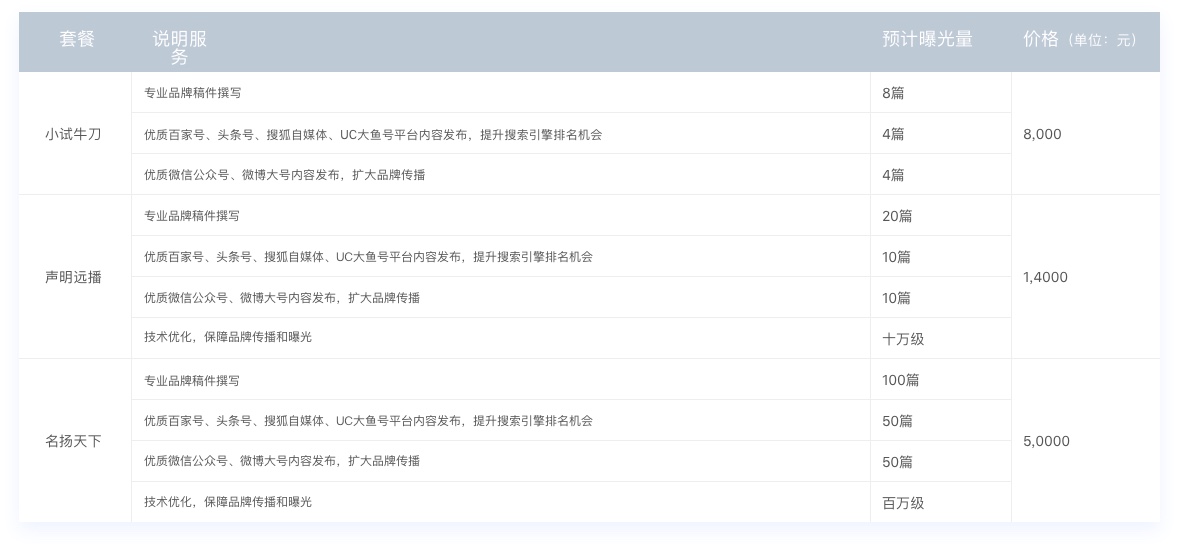 套餐
说明服
务
预计曝光量
价格（单位：元）
专业品牌稿件撰写
8篇
小试牛刀
优质百家号、头条号、搜狐自媒体、UC大鱼号平台内容发布，提升搜索引擎排名机会
4篇
8,000
优质微信公众号、微博大号内容发布，扩大品牌传播
4篇
专业品牌稿件撰写
20篇
优质百家号、头条号、搜狐自媒体、UC大鱼号平台内容发布，提升搜索引擎排名机会
10篇
声明远播
1,4000
优质微信公众号、微博大号内容发布，扩大品牌传播
10篇
技术优化，保障品牌传播和曝光
十万级
专业品牌稿件撰写
100篇
优质百家号、头条号、搜狐自媒体、UC大鱼号平台内容发布，提升搜索引擎排名机会
50篇
名扬天下
5,0000
优质微信公众号、微博大号内容发布，扩大品牌传播
50篇
技术优化，保障品牌传播和曝光
百万级